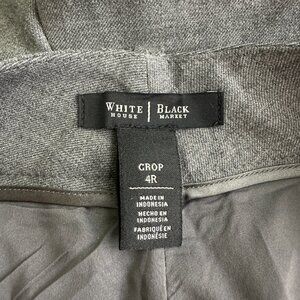 WHITE | BLACK
HOUSE | MARKET
CROP
4R
MADE IN
INDONESIA
HECHO EN
INDONESIA
FABRIQUÉ EN
INDONÉSIE